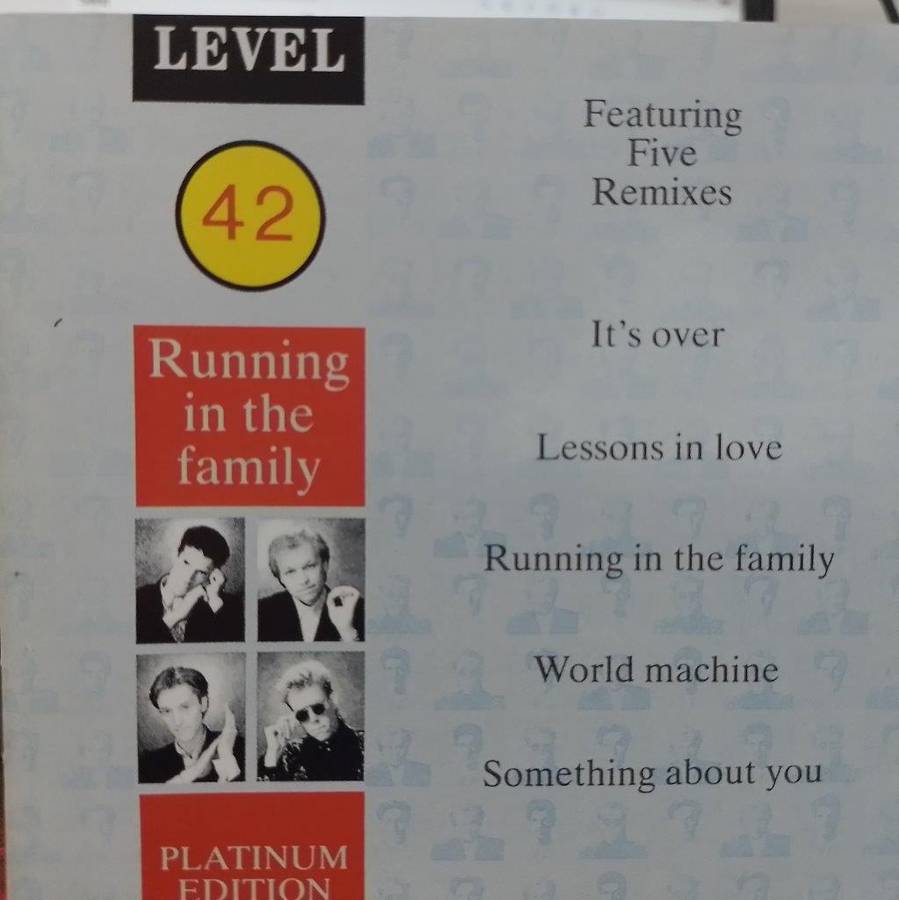 LEVEL
42
Running
in the
family
PLATINUM
EDITION
Featuring
Five
Remixes
It's over
Lessons in love
Running in the family
World machine
Something about you